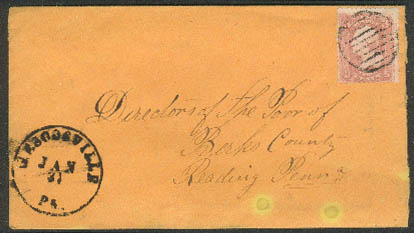 JAN
PA.
Directors of the Poor of
Berks County
Reading Penna